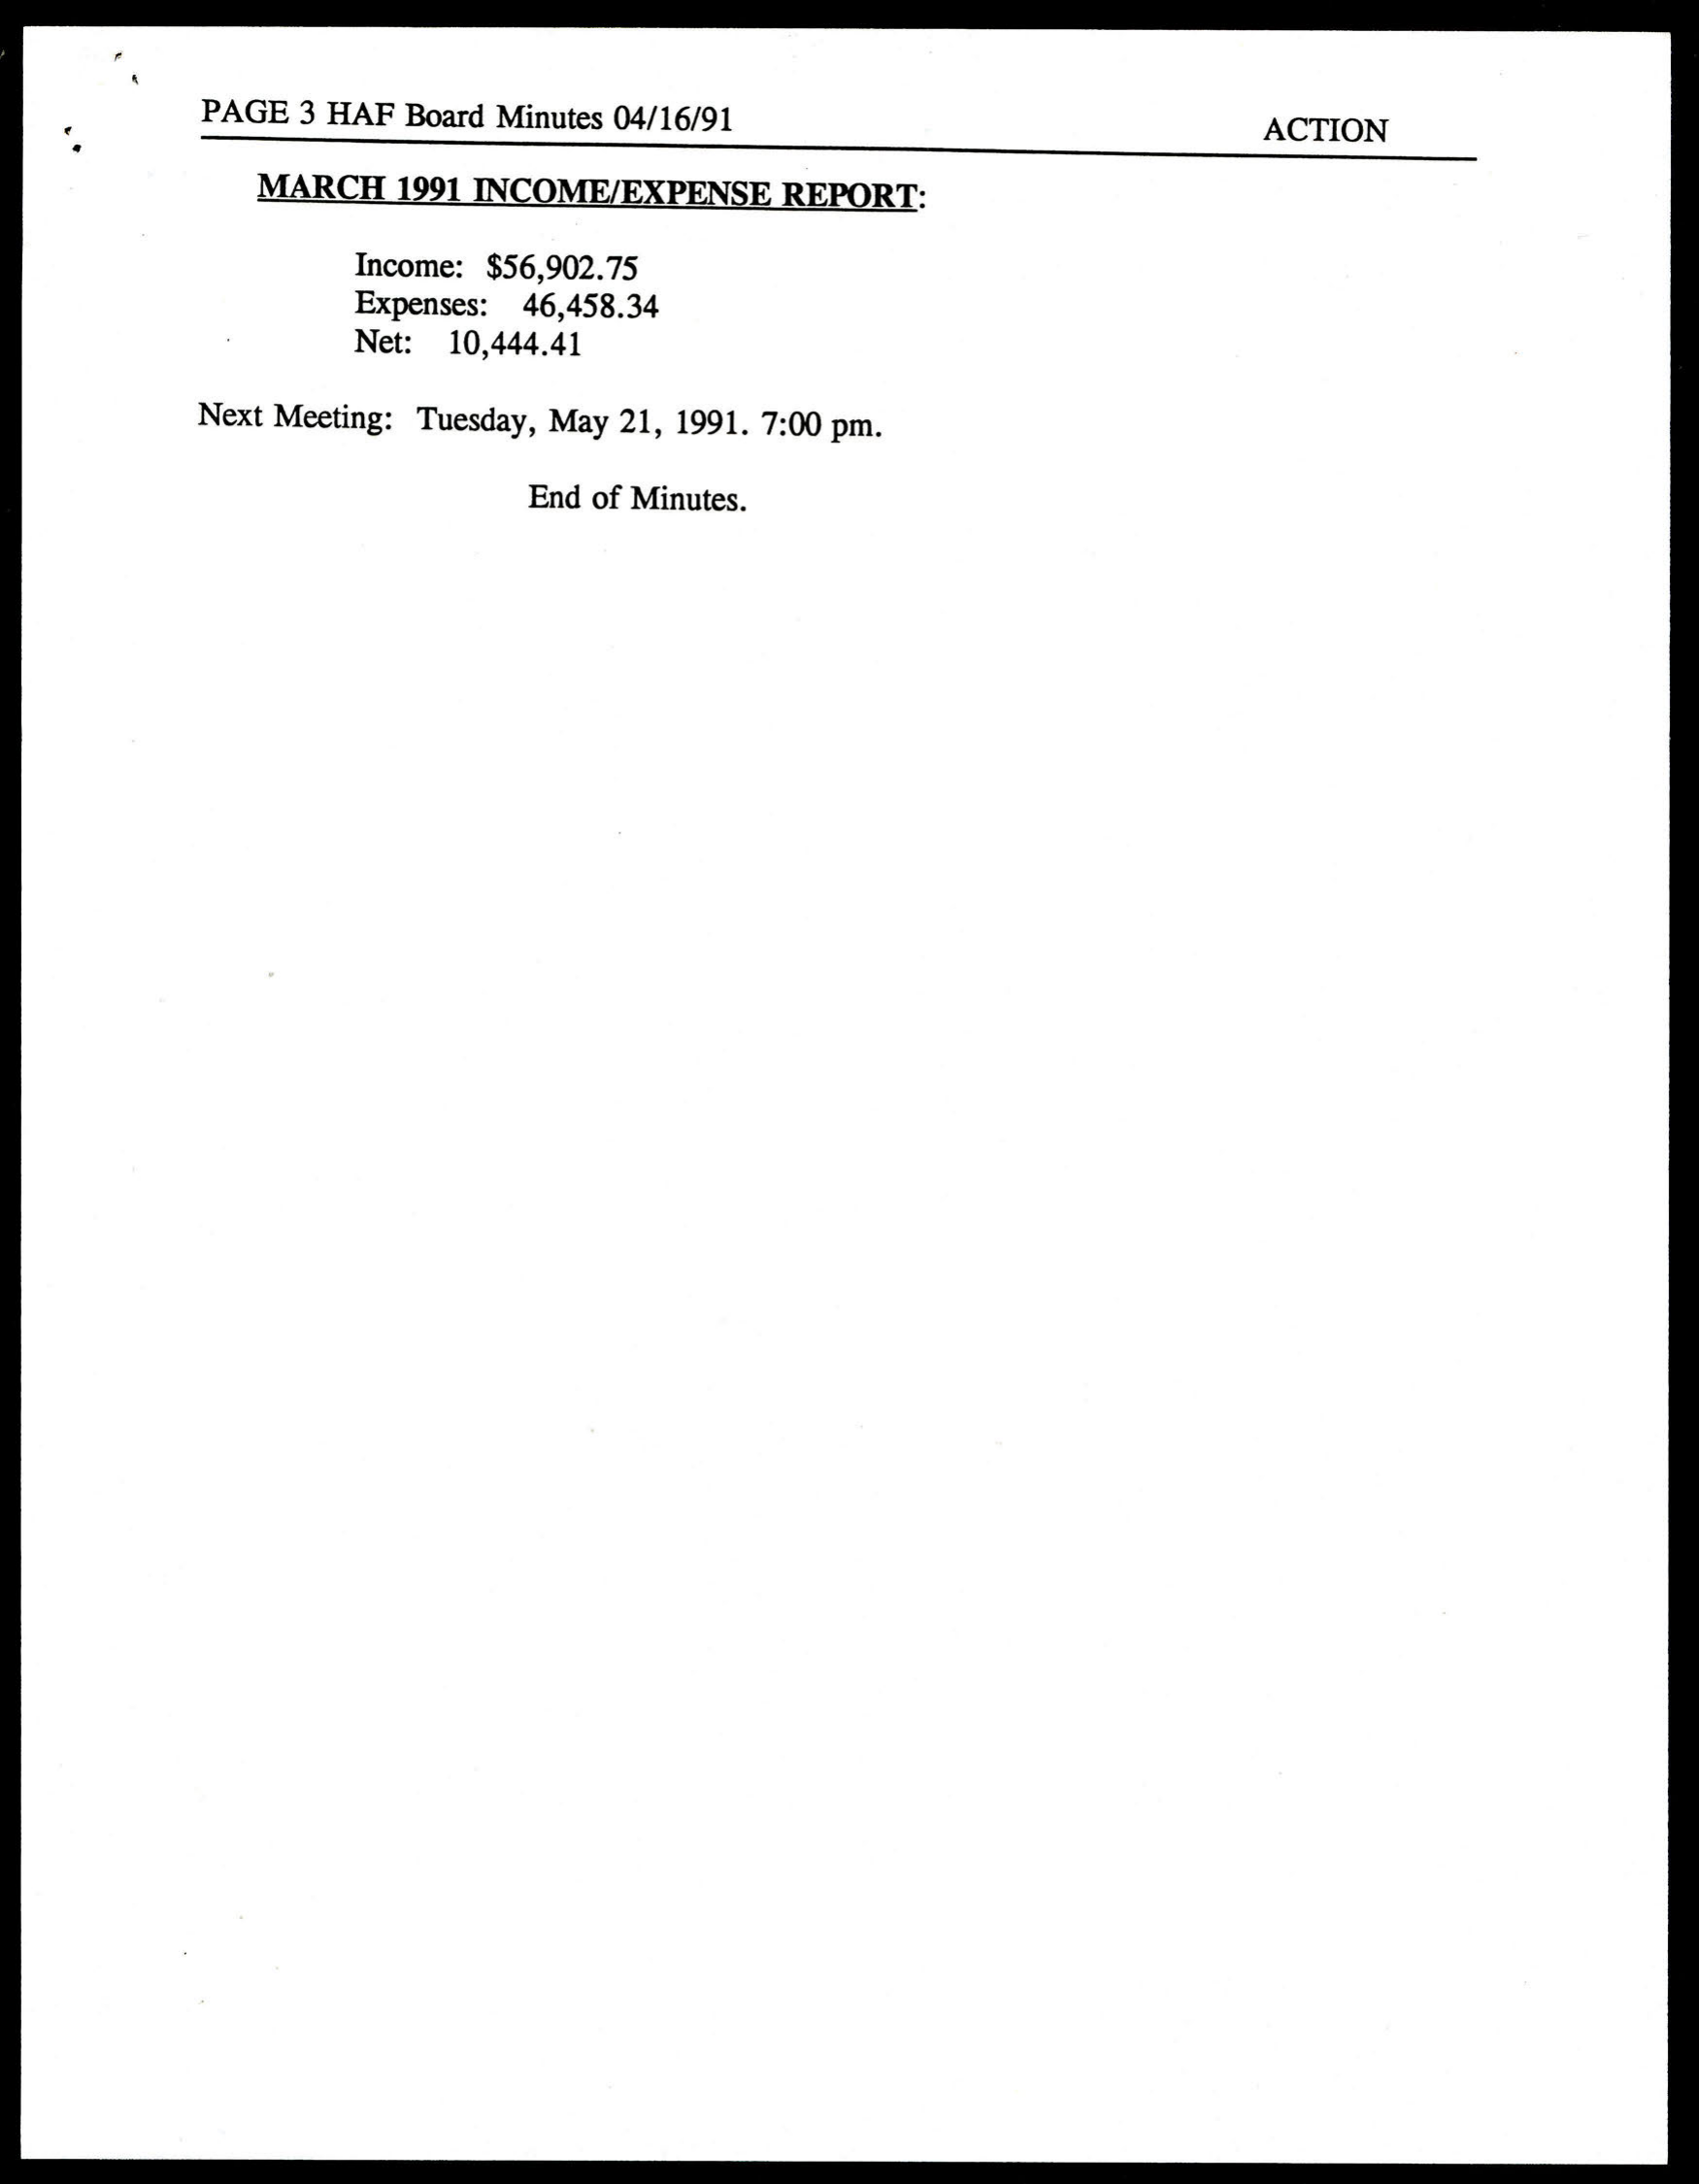 PAGE 3 HAF Board Minutes 04/16/91 ACTION
MARCH 1991 INCOME/EXPENSE REPORT:
Income: $56,902.75
Expenses: 46,458.34
Net: 10,444.41
Next Meeting: Tuesday, May 21, 1991. 7:00 pm.
End of Minutes.